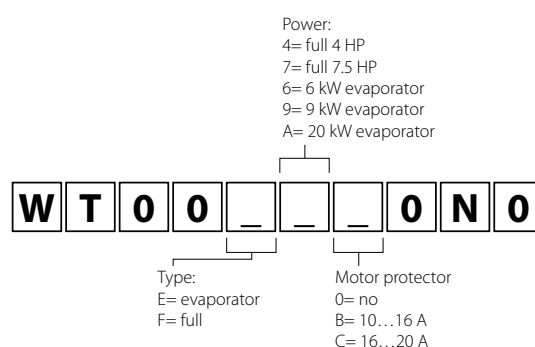 Power:
4= full 4 HP
7= full 7.5 HP
6= 6 kW evaporator
9= 9 kW evaporator
A= 20 kW evaporator
W T 0 0 _ _ _ 0 N 0
Type:
E= evaporator
F= full
Motor protector
0= no
B= 10…16 A
C= 16…20 A